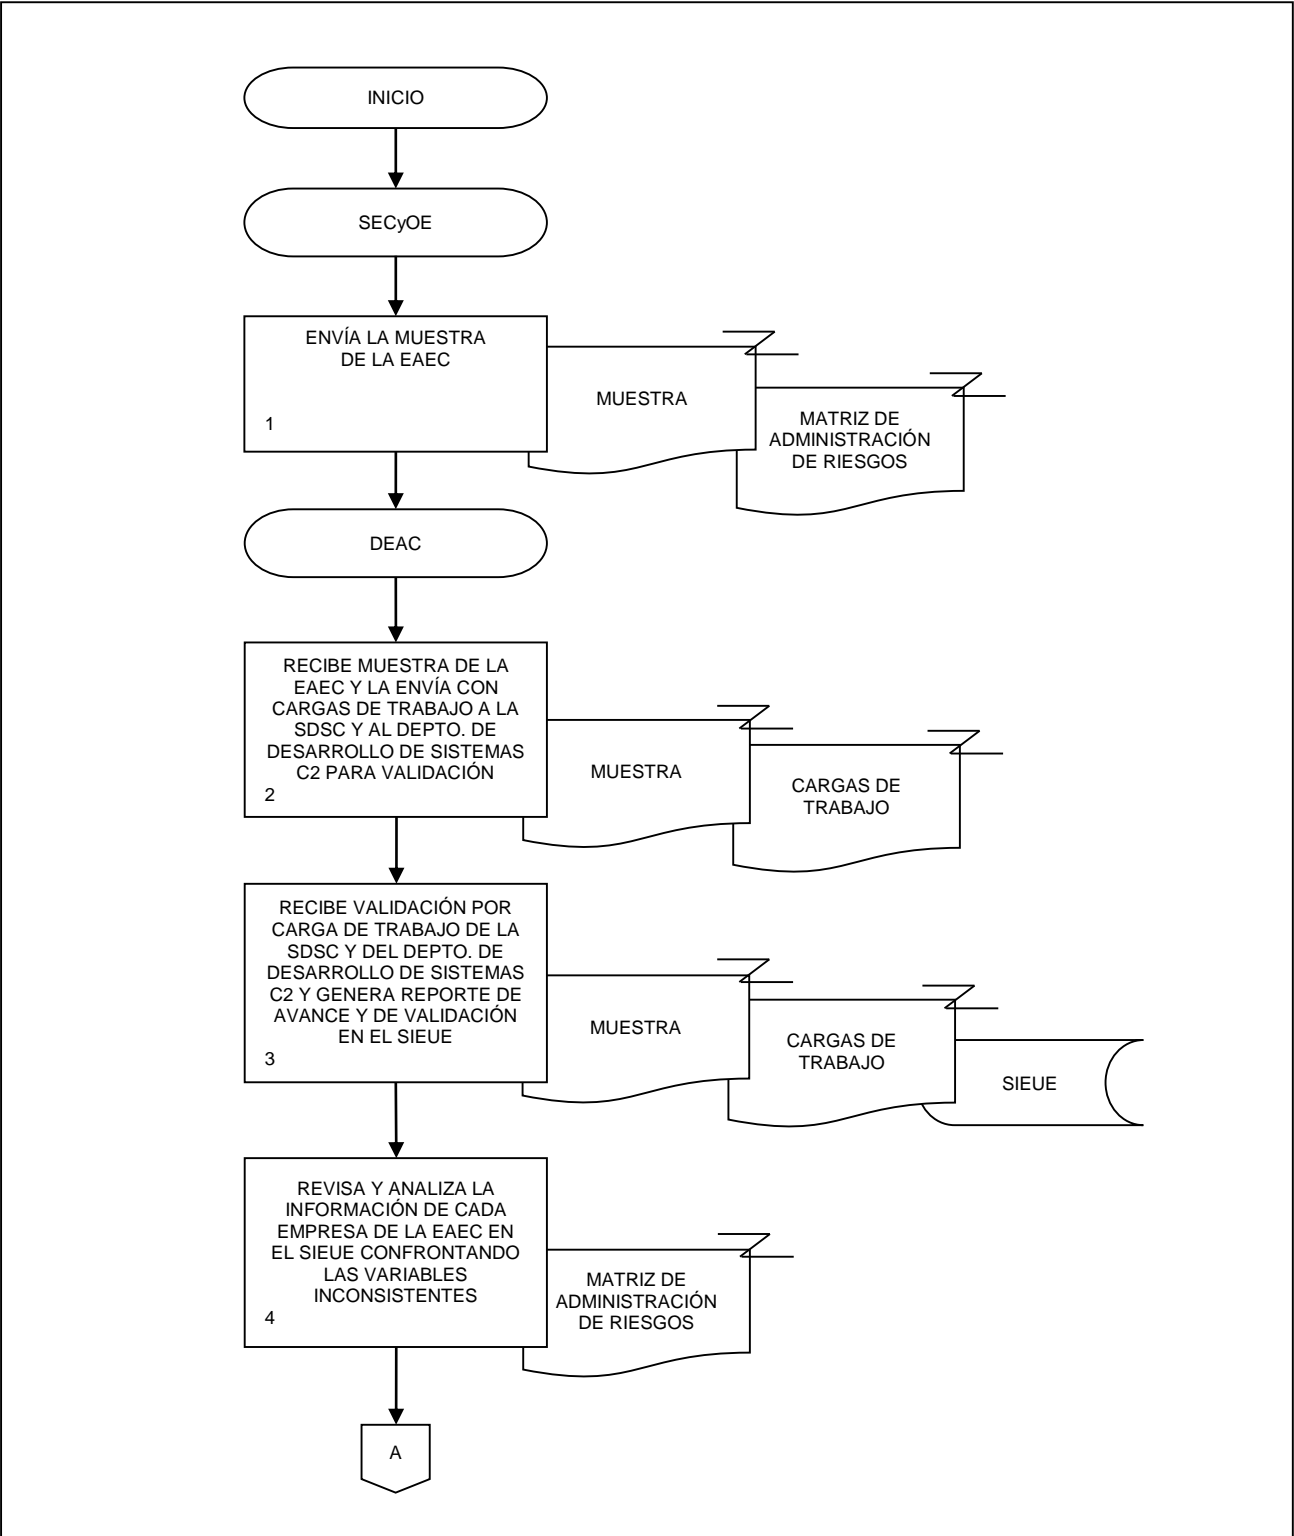 INICIO
SECyOE
ENVÍA LA MUESTRA
DE LA EAEC
1
MUESTRA
MATRIZ DE
ADMINISTRACIÓN
DE RIESGOS
DEAC
RECIBE MUESTRA DE LA
EAEC Y LA ENVÍA CON
CARGAS DE TRABAJO A LA
SDSC Y AL DEPTO. DE
DESARROLLO DE SISTEMAS
C2 PARA VALIDACIÓN
2
MUESTRA
CARGAS DE
TRABAJO
RECIBE VALIDACIÓN POR
CARGA DE TRABAJO DE LA
SDSC Y DEL DEPTO. DE
DESARROLLO DE SISTEMAS
C2 Y GENERA REPORTE DE
AVANCE Y DE VALIDACIÓN
EN EL SIEUE
3
MUESTRA
CARGAS DE
TRABAJO
SIEUE
REVISA Y ANALIZA LA
INFORMACIÓN DE CADA
EMPRESA DE LA EAEC EN
EL SIEUE CONFRONTANDO
LAS VARIABLES
INCONSISTENTES
4
MATRIZ DE
ADMINISTRACIÓN
DE RIESGOS
A